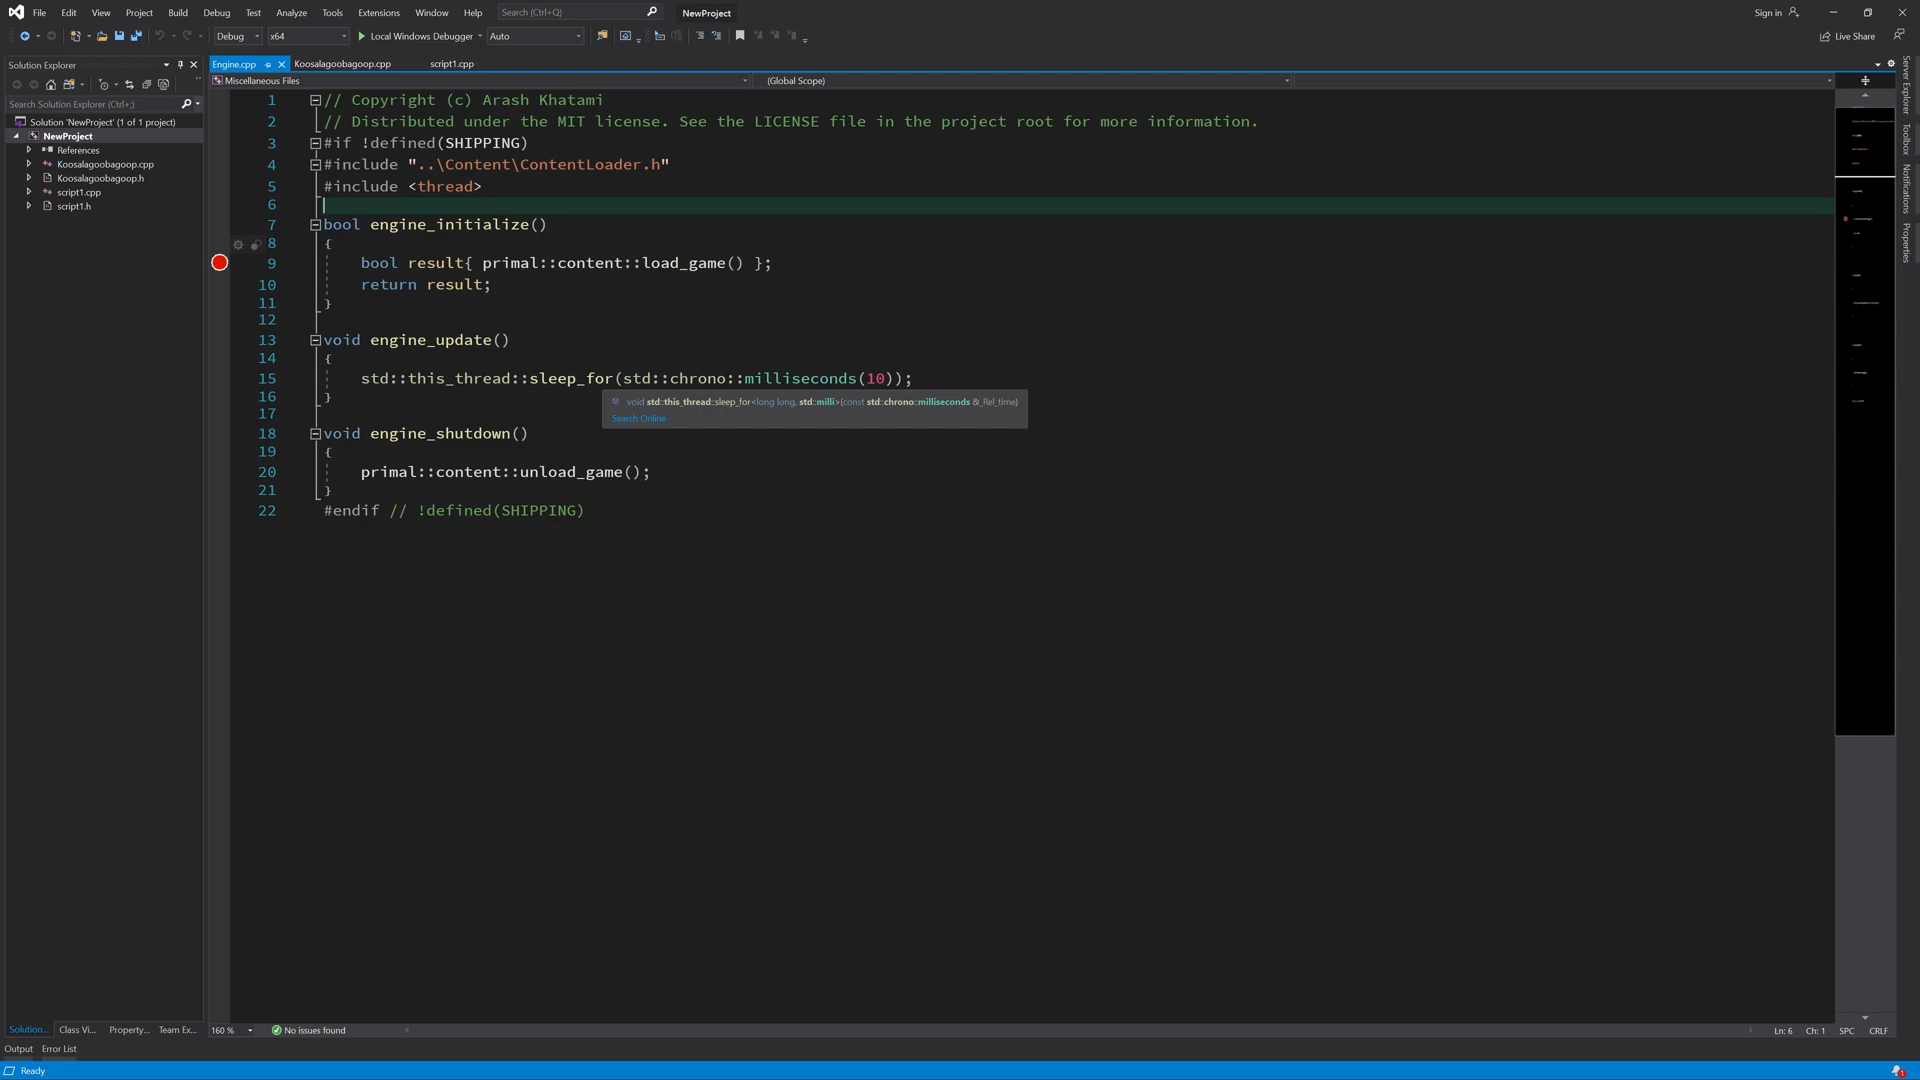 File Edit View Project Build Debug Test Analyze Tools Extensions Window Help Search (Ctrl+Q) NewProject Sign in
Debug x64 Local Windows Debugger Auto Live Share
Solution Explorer
Search Solution Explorer (Ctrl+;)
Solution 'NewProject' (1 of 1 project)
NewProject
References
Koosalagoobagoop.cpp
Koosalagoobagoop.h
script1.cpp
script1.h
Engine.cpp Koosalagoobagoop.cpp script1.cpp
Miscellaneous Files (Global Scope)
1 // Copyright (c) Arash Khatami
2 // Distributed under the MIT license. See the LICENSE file in the project root for more information.
3 #if !defined(SHIPPING)
4 #include "..\Content\ContentLoader.h"
5 #include <thread>
6
7 bool engine_initialize()
8 {
9 bool result{ primal::content::load_game() };
10 return result;
11 }
12
13 void engine_update()
14 {
15 std::this_thread::sleep_for(std::chrono::milliseconds(10));
16 }
void std::this_thread::sleep_for<long long, std::milli>(const std::chrono::milliseconds &_Rel_time)
Search Online
17
18 void engine_shutdown()
19 {
20 primal::content::unload_game();
21 }
22 #endif // !defined(SHIPPING)
Server Explorer
Toolbox
Notifications
Properties
Solution... Class Vi... Property... Team Ex...
160 % No issues found Ln: 6 Ch: 1 SPC CRLF
Output Error List
Ready 1